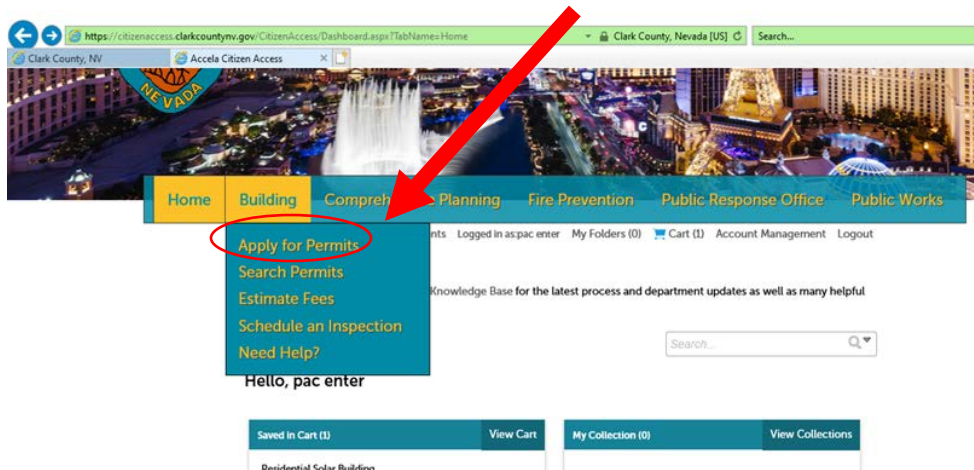 https://citizenaccess.clarkcountynv.gov/CitizenAccess/Dashboard.aspx?TabName=Home
Clark County, Nevada [US]
Search...
Clark County, NV
Accela Citizen Access
NEVADA
Home Building Compreh e Planning Fire Prevention Public Response Office Public Works
nts Logged in as:pac enter My Folders (0) Cart (1) Account Management Logout
Apply for Permits
Search Permits
Knowledge Base for the latest process and department updates as well as many helpful
Estimate Fees
Schedule an Inspection
Need Help?
Search...
Hello, pac enter
Saved in Cart (1) View Cart
My Collection (0) View Collections
Residential Solar Building